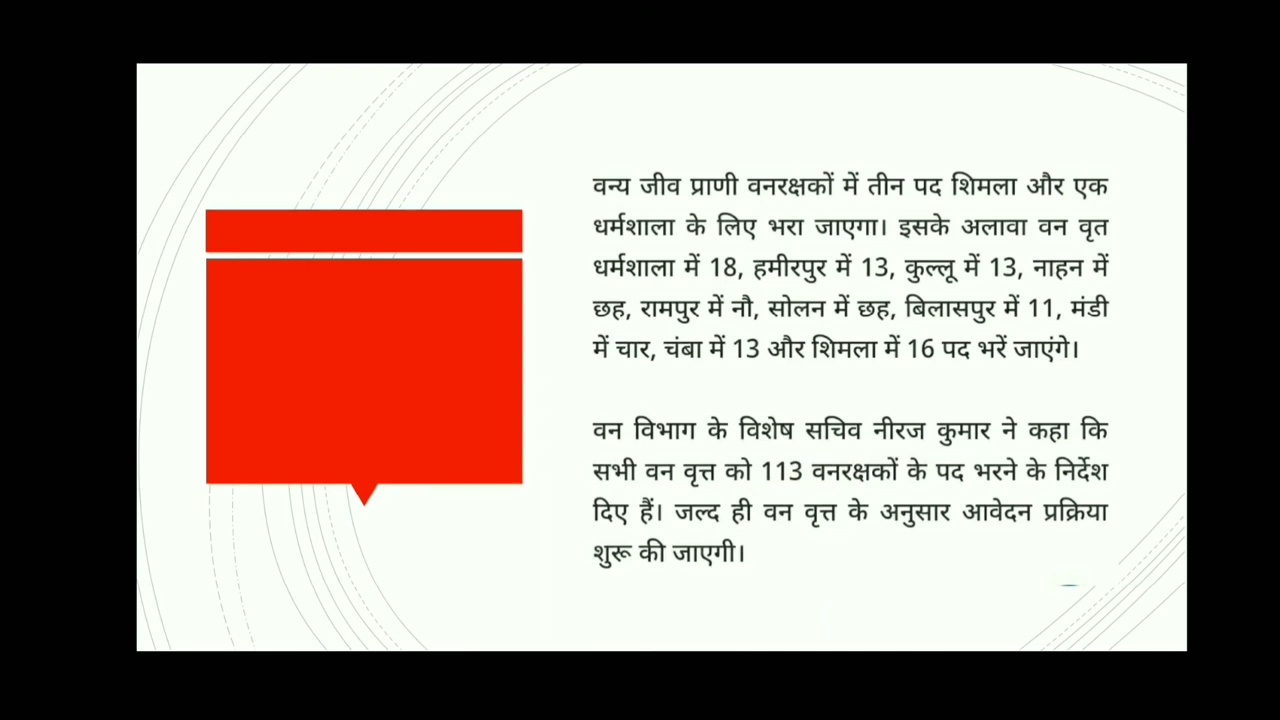 वन्य जीव प्राणी वनरक्षकों में तीन पद शिमला और एक
धर्मशाला के लिए भरा जाएगा। इसके अलावा वन वृत
धर्मशाला में 18, हमीरपुर में 13, कुल्लू में 13, नाहन में
छह, रामपुर में नौ, सोलन में छह, बिलासपुर में 11, मंडी
में चार, चंबा में 13 और शिमला में 16 पद भरें जाएंगे।
वन विभाग के विशेष सचिव नीरज कुमार ने कहा कि
सभी वन वृत्त को 113 वनरक्षकों के पद भरने के निर्देश
दिए हैं। जल्द ही वन वृत्त के अनुसार आवेदन प्रक्रिया
शुरू की जाएगी।